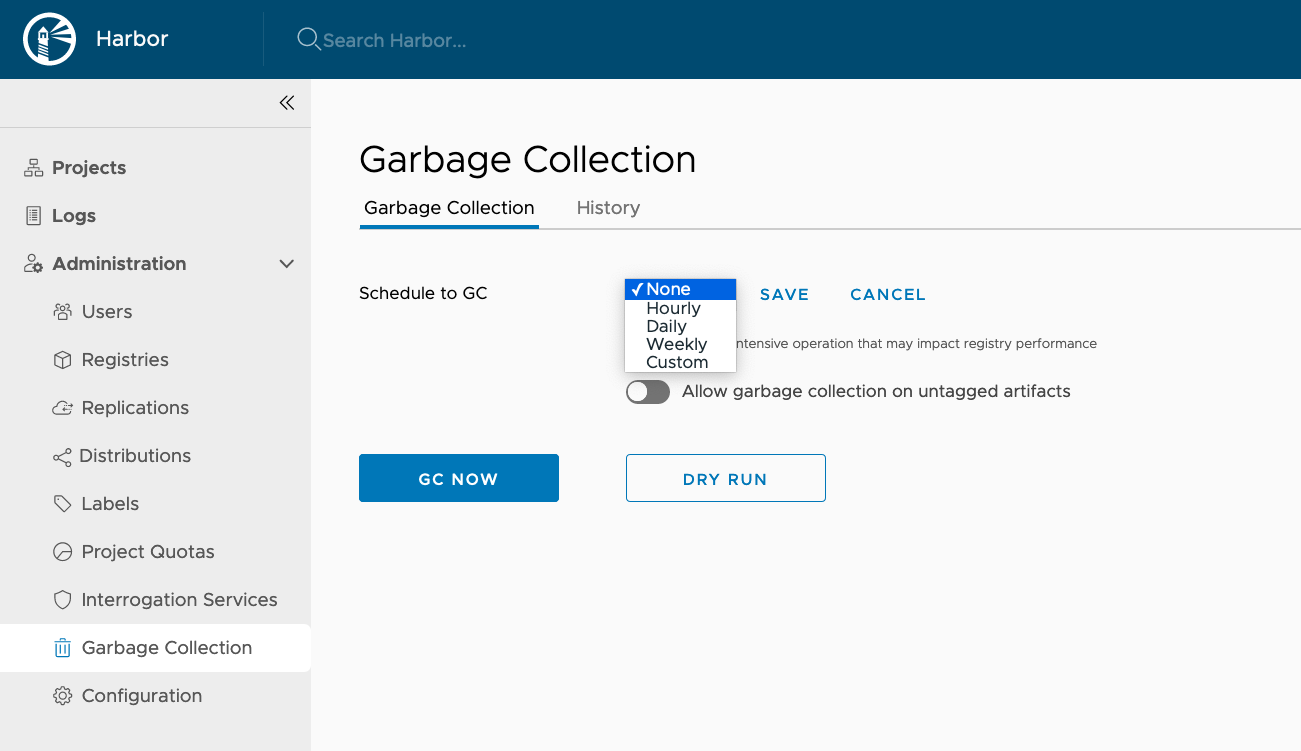 Harbor
Search Harbor...
Projects
Logs
Administration
Users
Registries
Replications
Distributions
Labels
Project Quotas
Interrogation Services
Garbage Collection
Configuration
Garbage Collection
Garbage Collection History
Schedule to GC
None
Hourly
Daily
Weekly
Custom
SAVE CANCEL
ntensive operation that may impact registry performance
Allow garbage collection on untagged artifacts
GC NOW DRY RUN